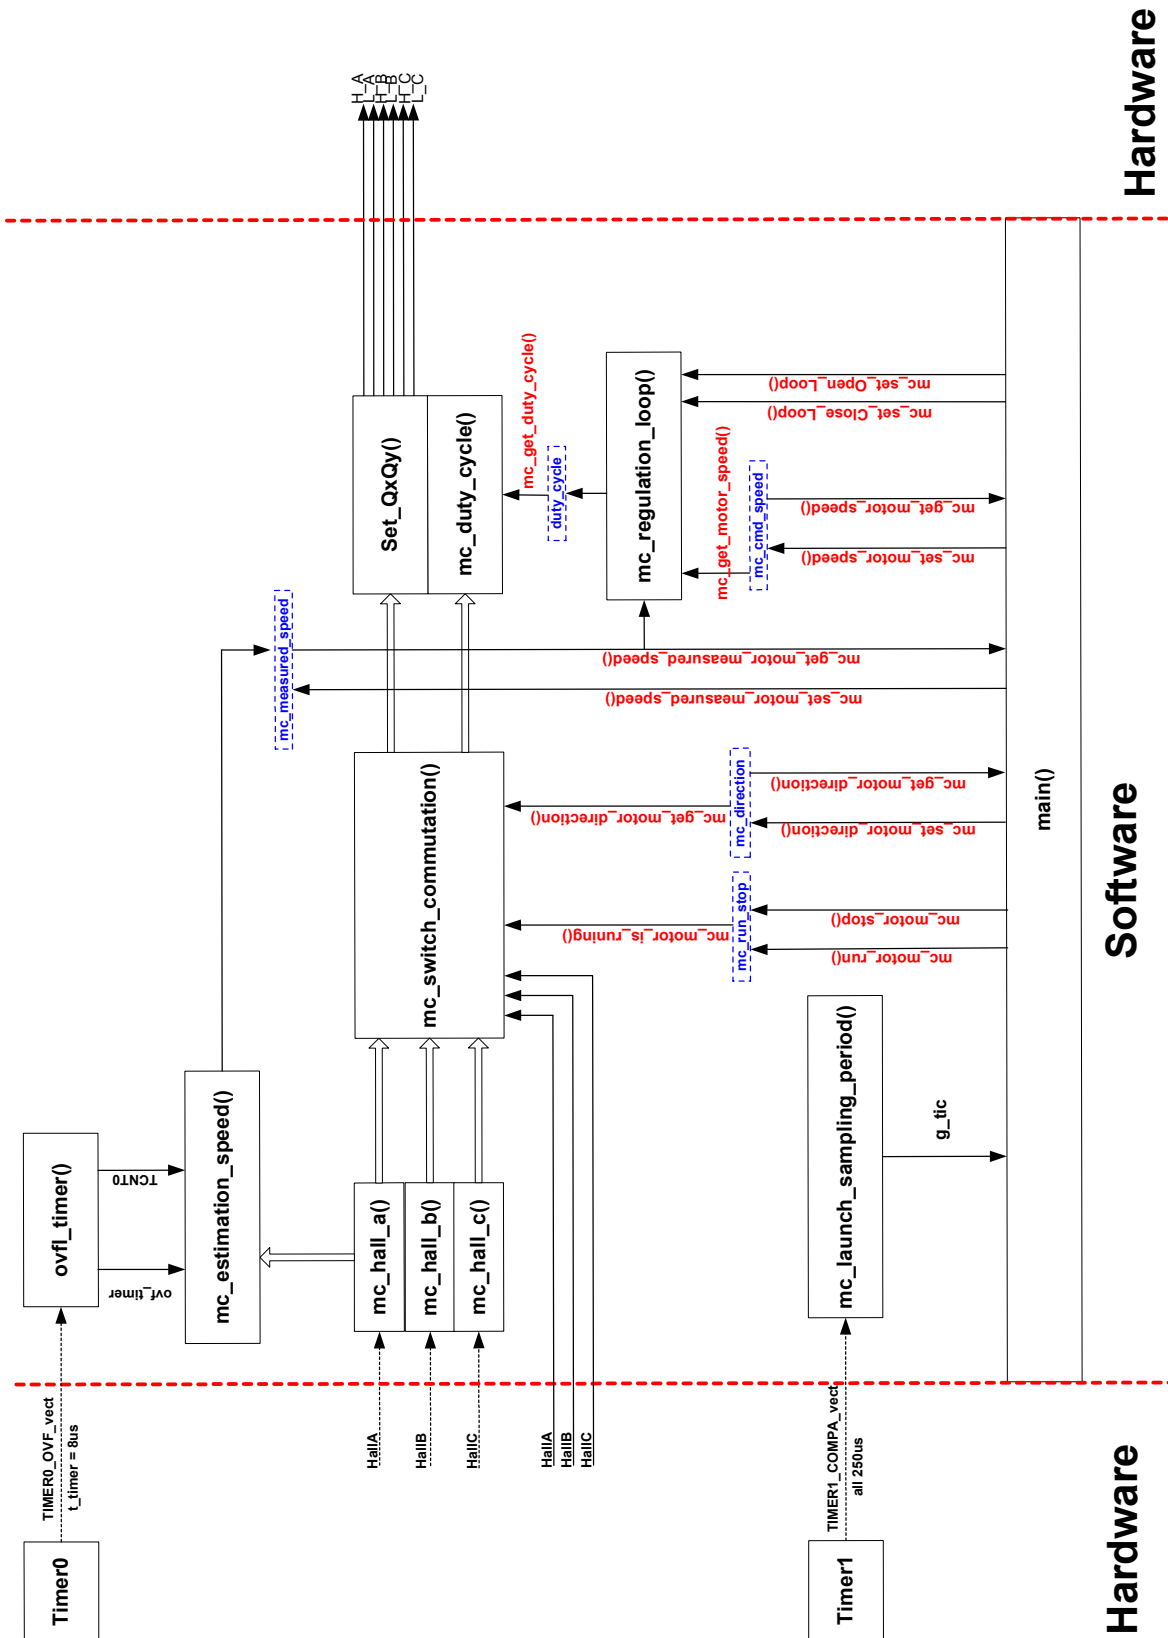 Timer0
TIMER0_OVF_vect
t_timer = 8us
ovfl_timer()
ovf_timer
TCNT0
mc_estimation_speed()
mc_measured_speed
HallA
HallB
HallC
mc_hall_a()
mc_hall_b()
mc_hall_c()
HallA
HallB
HallC
mc_switch_commutation()
Set_QxQy()
mc_duty_cycle()
H_A
L_A
H_B
L_B
H_C
L_C
mc_get_duty_cycle()
duty_cycle
mc_regulation_loop()
mc_get_motor_speed()
mc_cmd_speed
mc_motor_is_runing()
mc_get_motor_direction()
mc_run_stop
mc_direction
mc_motor_run()
mc_motor_stop()
mc_set_motor_direction()
mc_get_motor_direction()
mc_set_motor_measured_speed()
mc_get_motor_measured_speed()
mc_set_motor_speed()
mc_get_motor_speed()
mc_set_Close_Loop()
mc_set_Open_Loop()
Timer1
TIMER1_COMPA_vect
all 250us
mc_launch_sampling_period()
g_tic
main()
Hardware
Software
Hardware